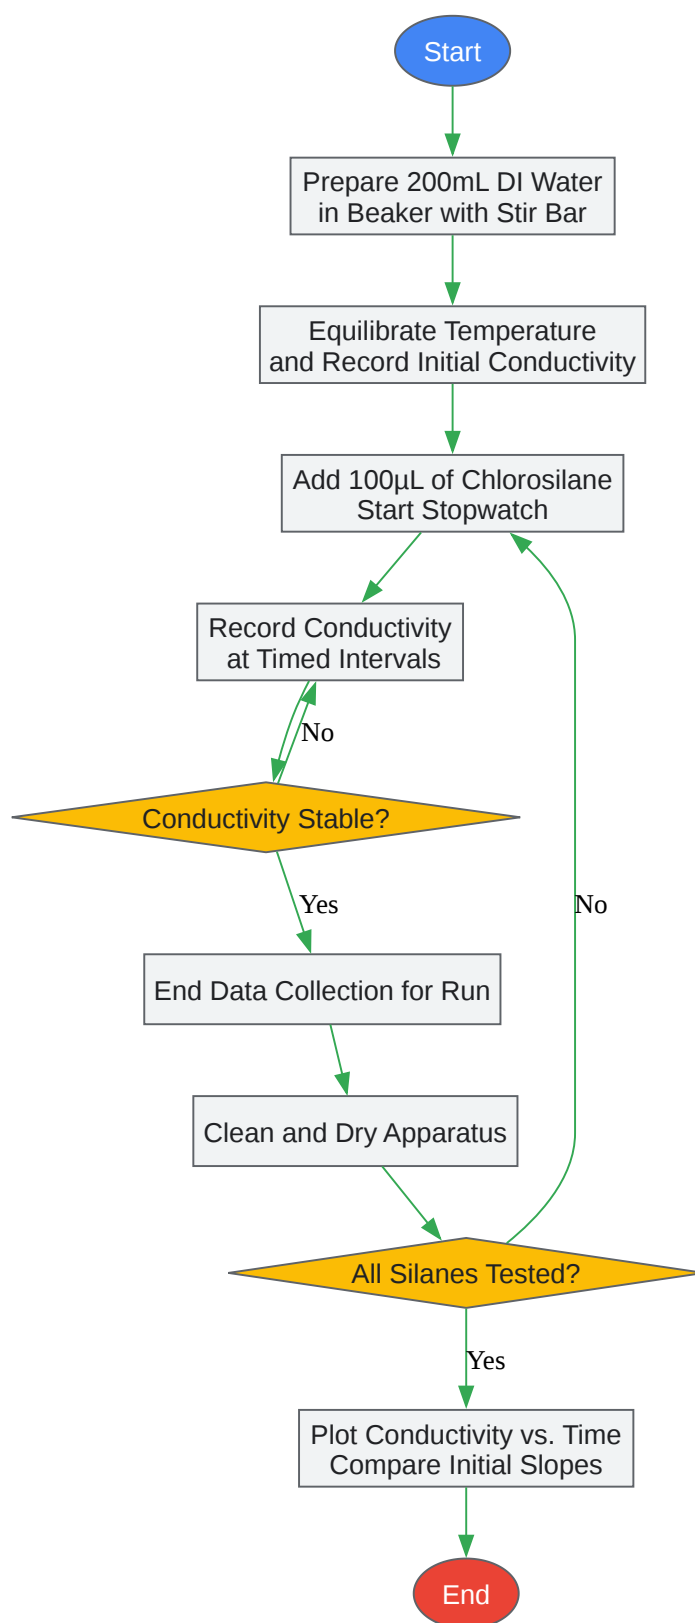 Start
Prepare 200mL DI Water
in Beaker with Stir Bar
Equilibrate Temperature
and Record Initial Conductivity
Add 100µL of Chlorosilane
Start Stopwatch
Record Conductivity
at Timed Intervals
No
Conductivity Stable?
Yes
No
End Data Collection for Run
Clean and Dry Apparatus
All Silanes Tested?
Yes
Plot Conductivity vs. Time
Compare Initial Slopes
End